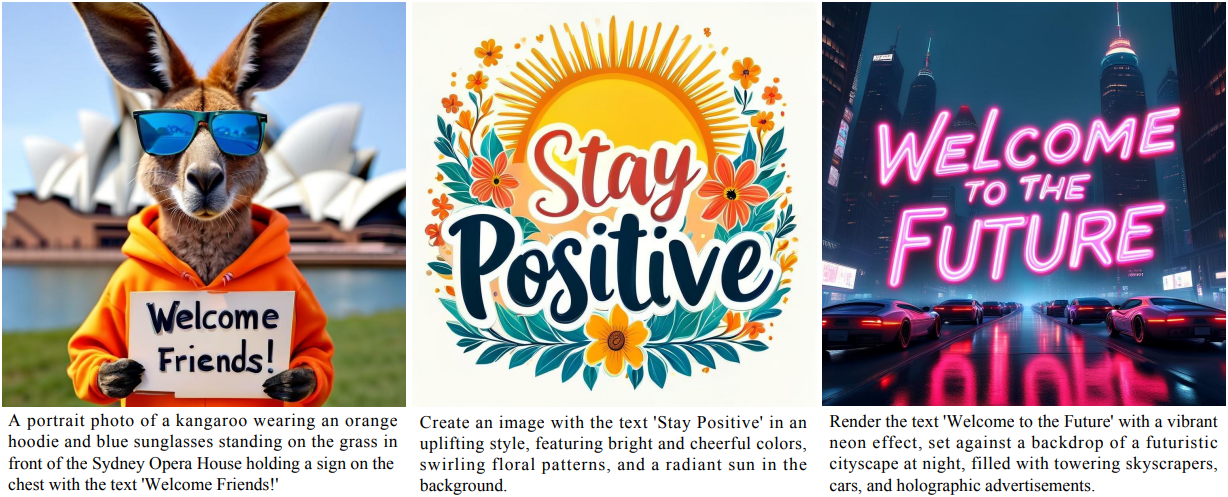 Welcome
Friends!
A portrait photo of a kangaroo wearing an orange
hoodie and blue sunglasses standing on the grass in
front of the Sydney Opera House holding a sign on the
chest with the text 'Welcome Friends!'
Stay
Positive
Create an image with the text 'Stay Positive' in an
uplifting style, featuring bright and cheerful colors,
swirling floral patterns, and a radiant sun in the
background.
WELCOME
TO THE
FUTURE
Render the text 'Welcome to the Future' with a vibrant
neon effect, set against a backdrop of a futuristic
cityscape at night, filled with towering skyscrapers,
cars, and holographic advertisements.